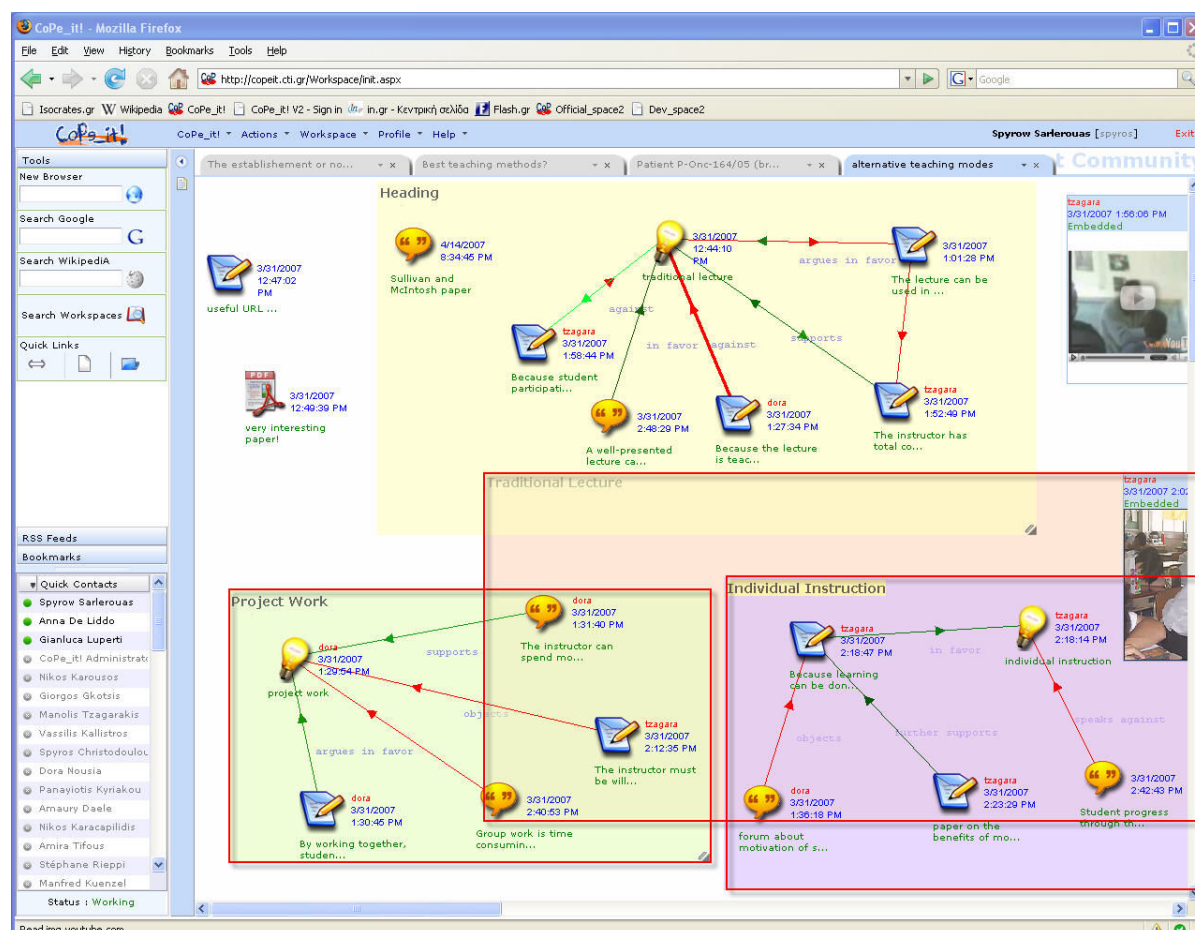 CoPe_it! - Mozilla Firefox
File Edit View History Bookmarks Tools Help
http://copeit.cti.gr/Workspace/init.aspx
Google
Isocrates.gr Wikipedia CoPe_it! CoPe_it! V2 - Sign in in.gr - Κεντρική σελίδα Flash.gr Official_space2 Dev_space2
CoPe_it!
CoPe_it! Actions Workspace Profile Help
Spyrow Sarlerouas [spyros] Exit
Tools
New Browser
Search Google
Search WikipediA
Search Workspaces
Quick Links
RSS Feeds
Bookmarks
Quick Contacts
Spyrow Sarlerouas
Anna De Liddo
Gianluca Luperti
CoPe_it! Administrato
Nikos Karousos
Giorgos Gkotsis
Manolis Tzagarakis
Vassilis Kallistros
Spyros Christodoulou
Dora Nousia
Panayiotis Kyriakou
Amaury Daele
Nikos Karacapilidis
Amira Tifous
Stéphane Rieppi
Manfred Kuenzel
Status : Working
The establishement or no...
Best teaching methods?
Patient P-Onc-164/05 (br...
alternative teaching modes
t Community
Heading
3/31/2007
12:47:02
PM
useful URL ...
PDF
3/31/2007
12:49:39 PM
very interesting
paper!
4/14/2007
8:34:45 PM
Sullivan and
McIntosh paper
3/31/2007
12:44:10
PM
traditional lecture
3/31/2007
1:01:28 PM
The lecture can be
used in ...
argues in favor
against
in favor
against
supports
tzagara
3/31/2007
1:58:44 PM
Because student
participati...
3/31/2007
2:48:29 PM
A well-presented
lecture ca...
dora
3/31/2007
1:27:34 PM
Because the lecture
is teac...
tzagara
3/31/2007
1:52:49 PM
The instructor has
total co...
tzagara
3/31/2007 1:56:06 PM
Embedded
Traditional Lecture
tzagara
3/31/2007 2:02
Embedded
Project Work
dora
3/31/2007
1:29:54 PM
project work
dora
3/31/2007
1:31:40 PM
The instructor can
spend mo...
supports
objects
argues in favor
tzagara
3/31/2007
2:12:35 PM
The instructor must
be will...
dora
3/31/2007
1:30:45 PM
By working together,
studen...
3/31/2007
2:40:53 PM
Group work is time
consumin...
Individual Instruction
tzagara
3/31/2007
2:18:47 PM
Because learning
can be don...
in favor
tzagara
3/31/2007
2:18:14 PM
individual instruction
speaks against
objects
further supports
dora
3/31/2007
1:36:18 PM
forum about
motivation of s...
tzagara
3/31/2007
2:23:29 PM
paper on the
benefits of mo...
3/31/2007
2:42:43 PM
Student progress
through th...
Read img.youtube.com